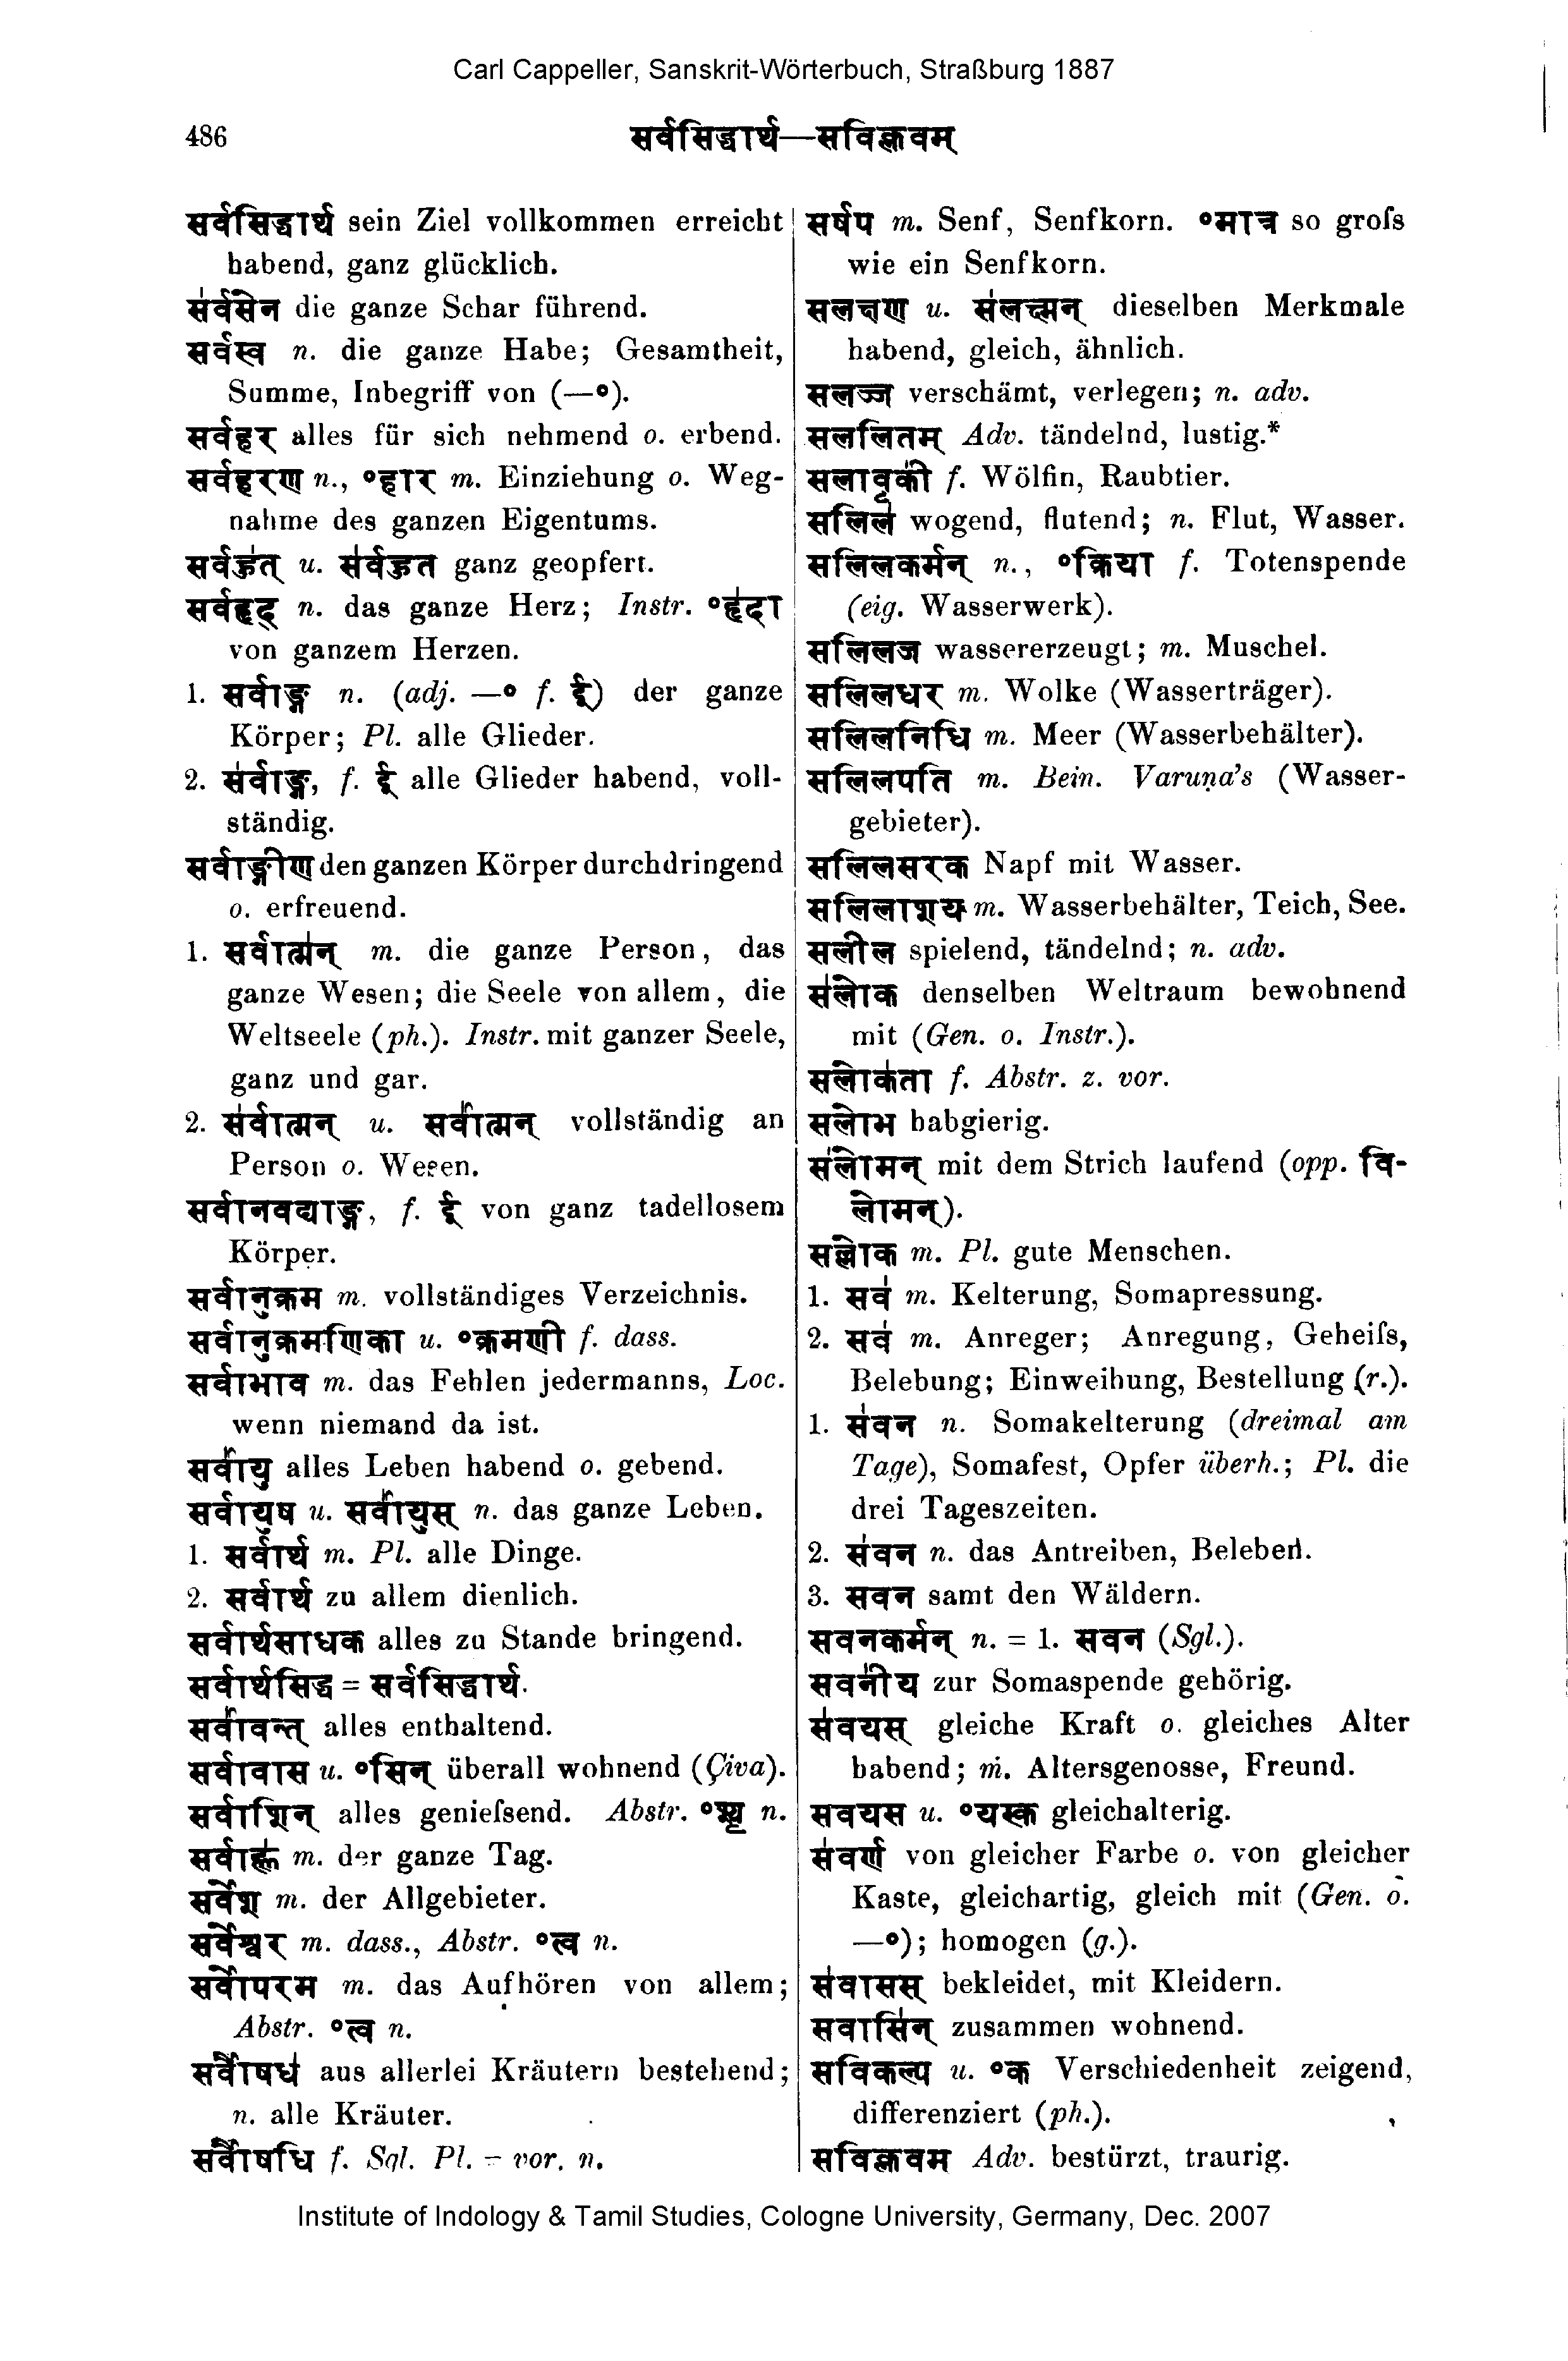 Carl Cappeller, Sanskrit-Wörterbuch, Straßburg 1887
486
सर्वसिद्धार्थ—सविक्लवम्
सर्वसिद्धार्थ sein Ziel vollkommen erreicht
habend, ganz glücklich.
स॑र्वसेन die ganze Schar führend.
सर्वस्व n. die ganze Habe; Gesamtheit,
Summe, Inbegriff von (—°).
सर्वहर alles für sich nehmend o. erbend.
सर्वहरण n., °हार m. Einziehung o. Weg-
nahme des ganzen Eigentums.
सर्वहु॑त् u. स॑र्वहुत ganz geopfert.
सर्वहृद् n. das ganze Herz; Instr. °हृ॑दा
von ganzem Herzen.
1. सर्वाङ्ग n. (adj. —° f. ई) der ganze
Körper; Pl. alle Glieder.
2. स॑र्वाङ्ग, f. ई alle Glieder habend, voll-
ständig.
सर्वाङ्गीण den ganzen Körper durchdringend
o. erfreuend.
1. सर्वात्म॑न् m. die ganze Person, das
ganze Wesen; die Seele von allem, die
Weltseele (ph.). Instr. mit ganzer Seele,
ganz und gar.
2. स॑र्वात्मन् u. सर्वा॑त्मन् vollständig an
Person o. Wesen.
सर्वानवद्याङ्ग, f. ई von ganz tadellosem
Körper.
सर्वानुक्रम m. vollständiges Verzeichnis.
सर्वानुक्रमणिका u. °क्रमणी f. dass.
सर्वाभाव m. das Fehlen jedermanns, Loc.
wenn niemand da ist.
सर्वा॑यु alles Leben habend o. gebend.
सर्वायुष u. सर्वा॑युस् n. das ganze Leben.
1. सर्वार्थ m. Pl. alle Dinge.
2. सर्वार्थ zu allem dienlich.
सर्वार्थसाधक alles zu Stande bringend.
सर्वार्थसिद्ध = सर्वसिद्धार्थ.
सर्वा॑वन्त् alles enthaltend.
सर्वावास u. °सिन् überall wohnend (Çiva).
सर्वाशिन् alles genieſsend. Abstr. °श्य n.
सर्वाह्ण॑ m. der ganze Tag.
सर्वेश m. der Allgebieter.
सर्वेश्वर m. dass., Abstr. °त्व n.
सर्वोपरम m. das Aufhören von allem;
Abstr. °त्व n.
सर्वौषध॑ aus allerlei Kräutern bestehend;
n. alle Kräuter.
सर्वौषधि f. Sgl. Pl. = vor. n.
सर्षप m. Senf, Senfkorn. °मात्र so groſs
wie ein Senfkorn.
सलक्षण u. स॑लक्ष्मन् dieselben Merkmale
habend, gleich, ähnlich.
सलज्ज verschämt, verlegen; n. adv.
सललितम् Adv. tändelnd, lustig.*
सलावृकी॑ f. Wölfin, Raubtier.
सलिल॑ wogend, flutend; n. Flut, Wasser.
सलिलकर्मन् n., °क्रिया f. Totenspende
(eig. Wasserwerk).
सलिलज wassererzeugt; m. Muschel.
सलिलधर m. Wolke (Wasserträger).
सलिलनिधि m. Meer (Wasserbehälter).
सलिलपति m. Bein. Varuṇa's (Wasser-
gebieter).
सलिलसरक Napf mit Wasser.
सलिलाशय m. Wasserbehälter, Teich, See.
सलील spielend, tändelnd; n. adv.
स॑लोक denselben Weltraum bewohnend
mit (Gen. o. Instr.).
सलोक॑ता f. Abstr. z. vor.
सलोभ habgierig.
स॑लोमन् mit dem Strich laufend (opp. वि-
लोमन्).
सल्लोक m. Pl. gute Menschen.
1. सव॑ m. Kelterung, Somapressung.
2. सव॑ m. Anreger; Anregung, Geheiſs,
Belebung; Einweihung, Bestellung (r.).
1. स॑वन n. Somakelterung (dreimal am
Tage), Somafest, Opfer überh.; Pl. die
drei Tageszeiten.
2. स॑वन n. das Antreiben, Beleben.
3. सवन samt den Wäldern.
सवनकर्मन् n. = 1. सवन (Sgl.).
सवनी॑य zur Somaspende gehörig.
स॑वयस् gleiche Kraft o. gleiches Alter
habend; m. Altersgenosse, Freund.
सवयस u. °यस्क gleichalterig.
स॑वर्ण von gleicher Farbe o. von gleicher
Kaste, gleichartig, gleich mit (Gen. o.
—°); homogen (g.).
स॑वासस् bekleidet, mit Kleidern.
सवासि॑न् zusammen wohnend.
सविकल्प u. °क Verschiedenheit zeigend,
differenziert (ph.).
सविक्लवम Adv. bestürzt, traurig.
Institute of Indology & Tamil Studies, Cologne University, Germany, Dec. 2007